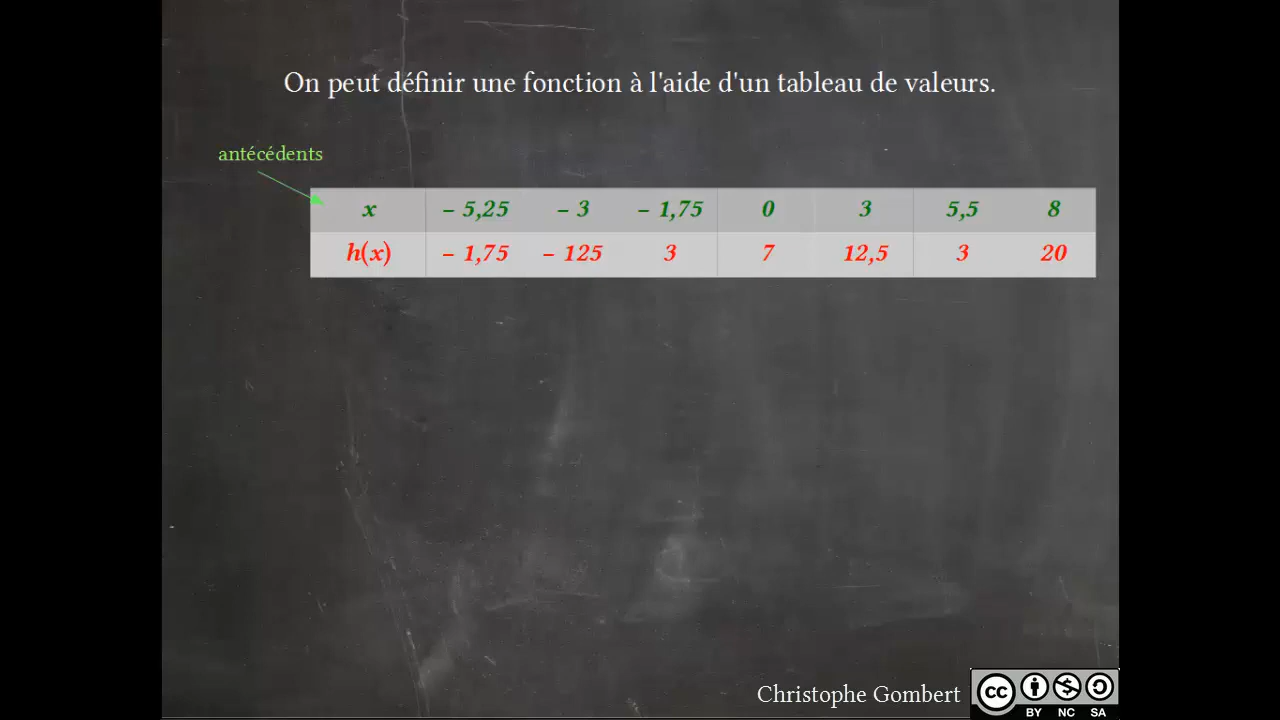 On peut définir une fonction à l'aide d'un tableau de valeurs.
antécédents
x – 5,25 – 3 – 1,75 0 3 5,5 8
h(x) – 1,75 – 125 3 7 12,5 3 20
Christophe Gombert
cc
BY NC SA